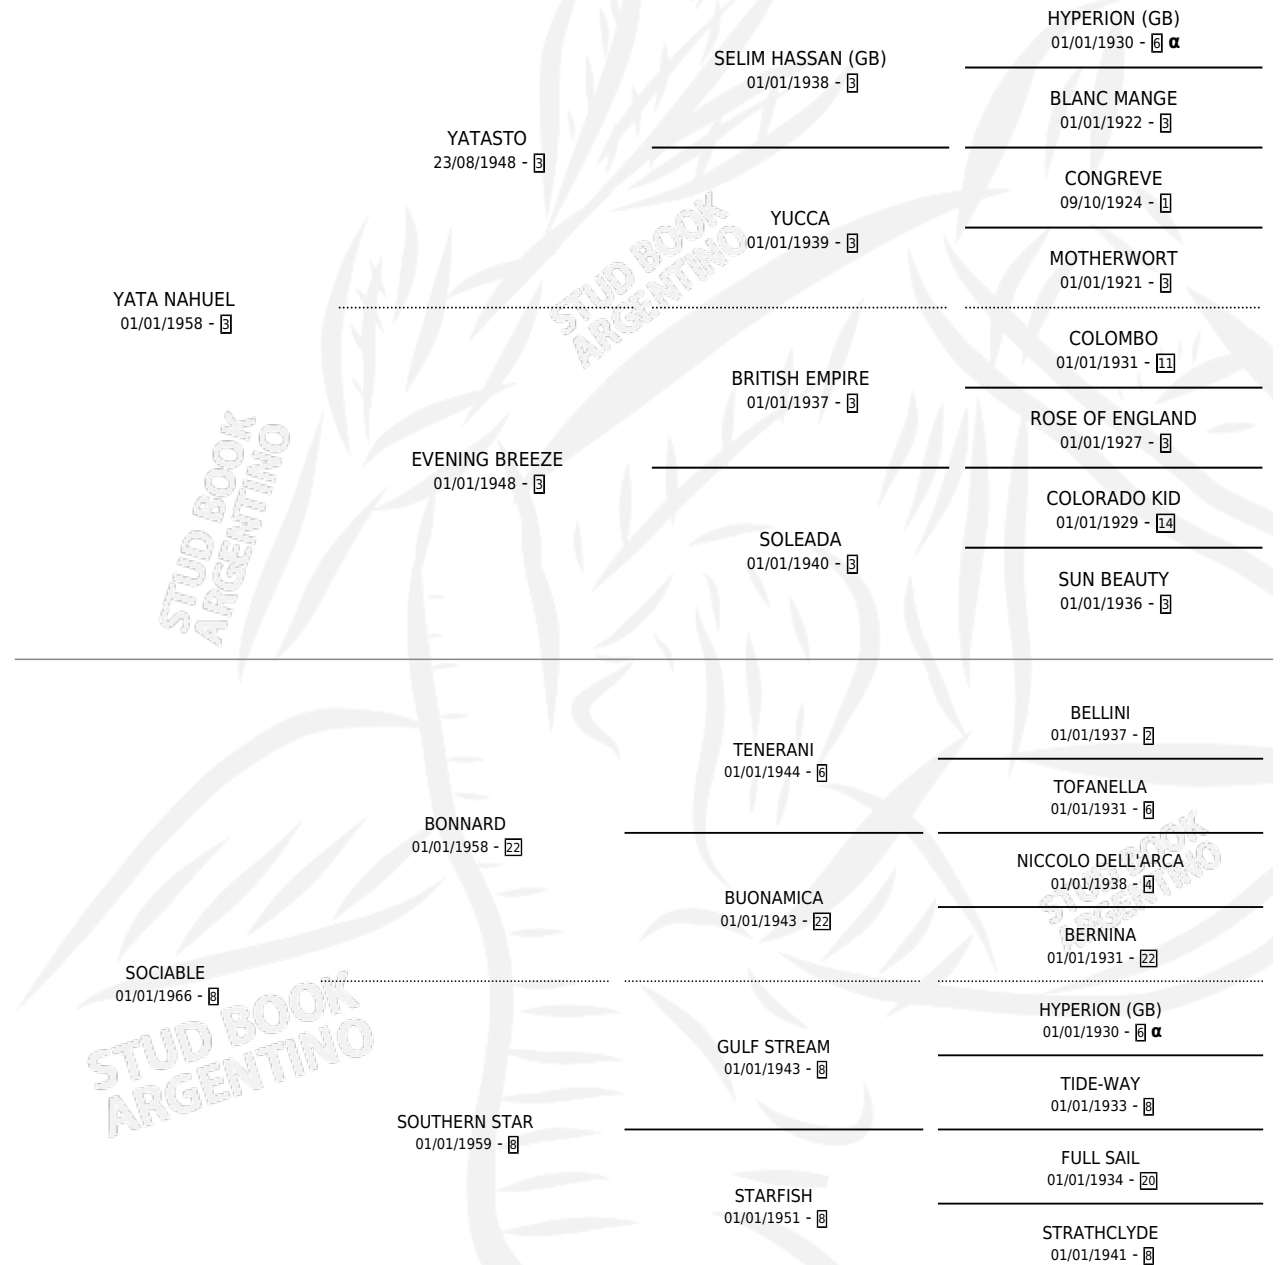 HYPERION (GB)
01/01/1930 - 6 α
SELIM HASSAN (GB)
01/01/1938 - 3
BLANC MANGE
01/01/1922 - 3
YATASTO
23/08/1948 - 3
CONGREVE
09/10/1924 - 1
YUCCA
01/01/1939 - 3
MOTHERWORT
01/01/1921 - 3
STUD BOOK
ARGENTINO
YATA NAHUEL
01/01/1958 - 3
COLOMBO
01/01/1931 - 11
BRITISH EMPIRE
01/01/1937 - 3
ROSE OF ENGLAND
01/01/1927 - 3
EVENING BREEZE
01/01/1948 - 3
COLORADO KID
01/01/1929 - 14
SOLEADA
01/01/1940 - 3
SUN BEAUTY
01/01/1936 - 3
STUD BOOK
ARGENTINO
BELLINI
01/01/1937 - 2
TENERANI
01/01/1944 - 6
TOFANELLA
01/01/1931 - 6
BONNARD
01/01/1958 - 22
NICCOLO DELL'ARCA
01/01/1938 - 4
BUONAMICA
01/01/1943 - 22
BERNINA
01/01/1931 - 22
STUD BOOK
ARGENTINO
SOCIABLE
01/01/1966 - 8
HYPERION (GB)
01/01/1930 - 6 α
GULF STREAM
01/01/1943 - 8
TIDE-WAY
01/01/1933 - 8
STUD BOOK
ARGENTINO
SOUTHERN STAR
01/01/1959 - 8
FULL SAIL
01/01/1934 - 20
STARFISH
01/01/1951 - 8
STRATHCLYDE
01/01/1941 - 8